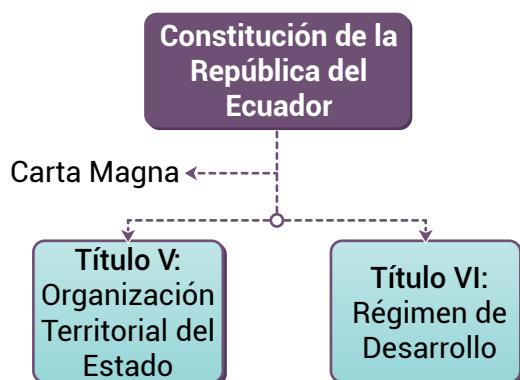 Constitución de la
República del
Ecuador
Carta Magna
Título V:
Organización
Territorial del
Estado
Título VI:
Régimen de
Desarrollo